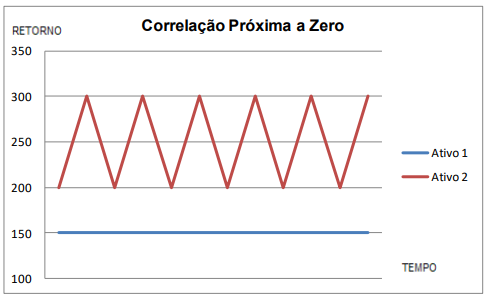 Correlação Próxima a Zero
RETORNO
350
300
250
200
150
100
Ativo 1
Ativo 2
TEMPO